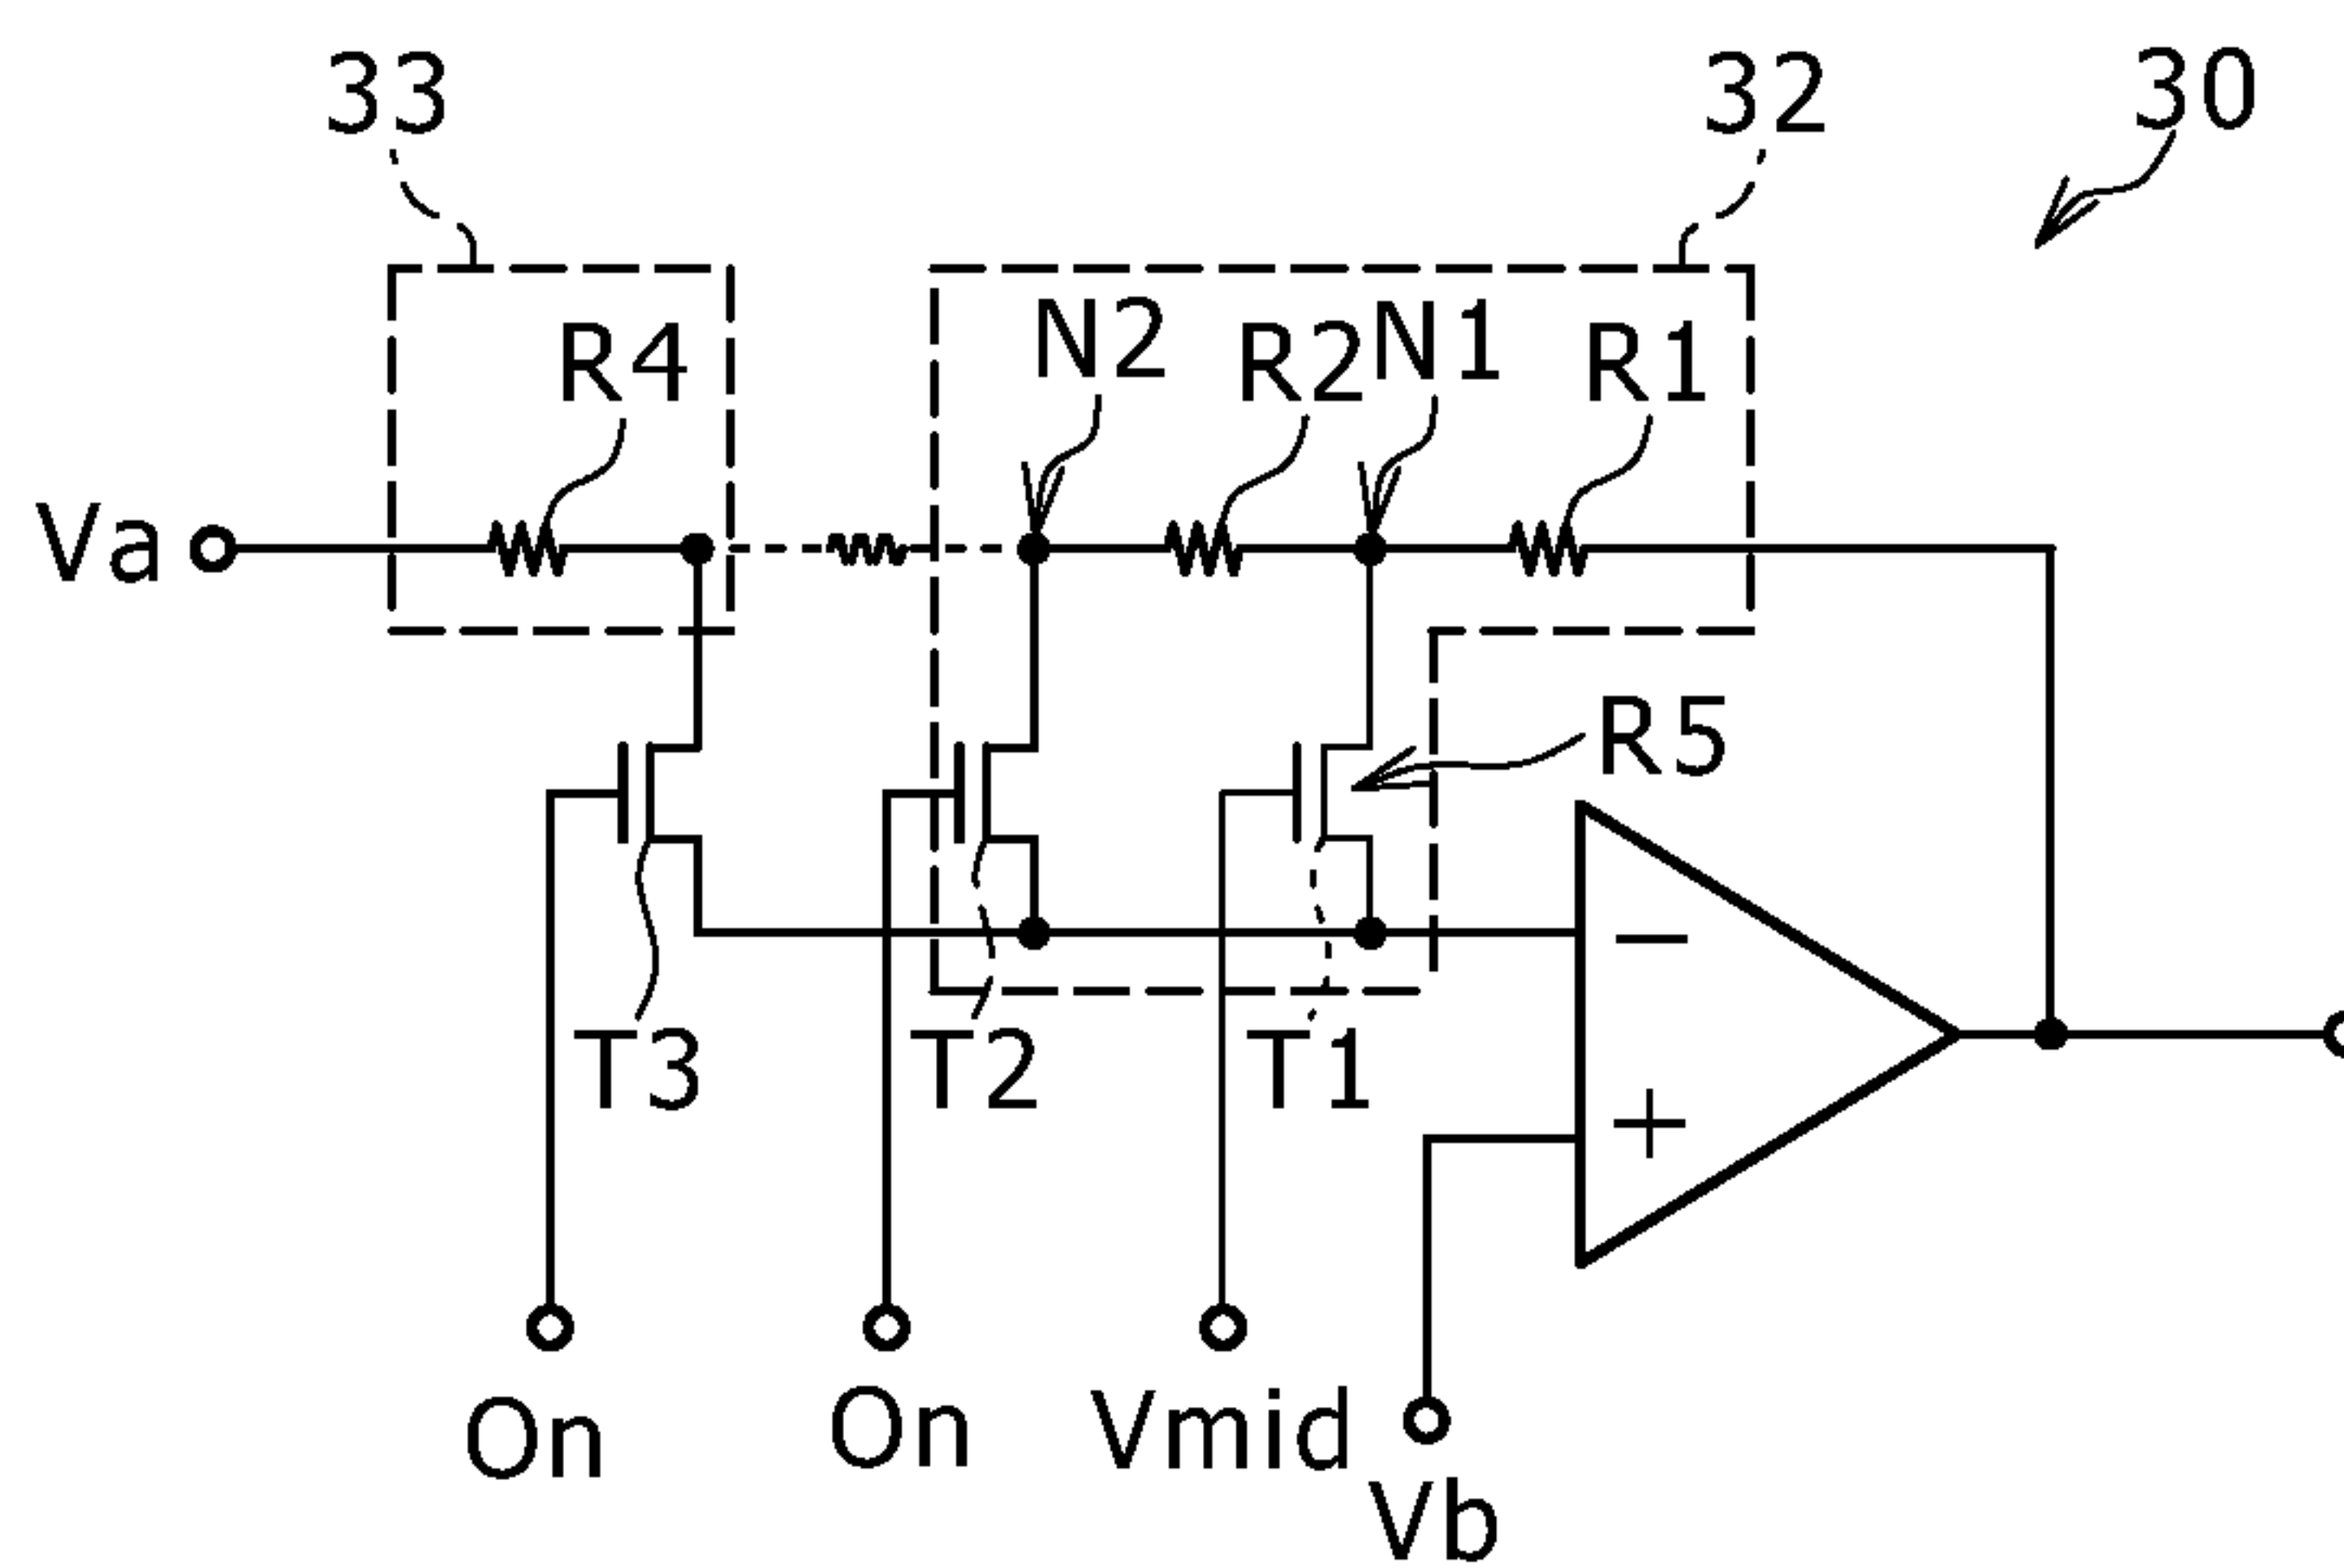 33
32
30
N2
N1
R4
R2
R1
Va
R5
−
+
T3
T2
T1
On
On
Vmid
Vb